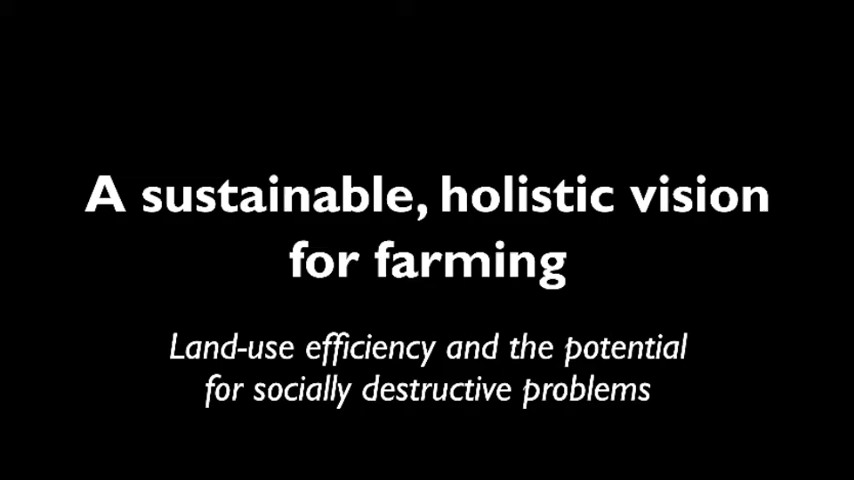 A sustainable, holistic vision
for farming
Land-use efficiency and the potential
for socially destructive problems